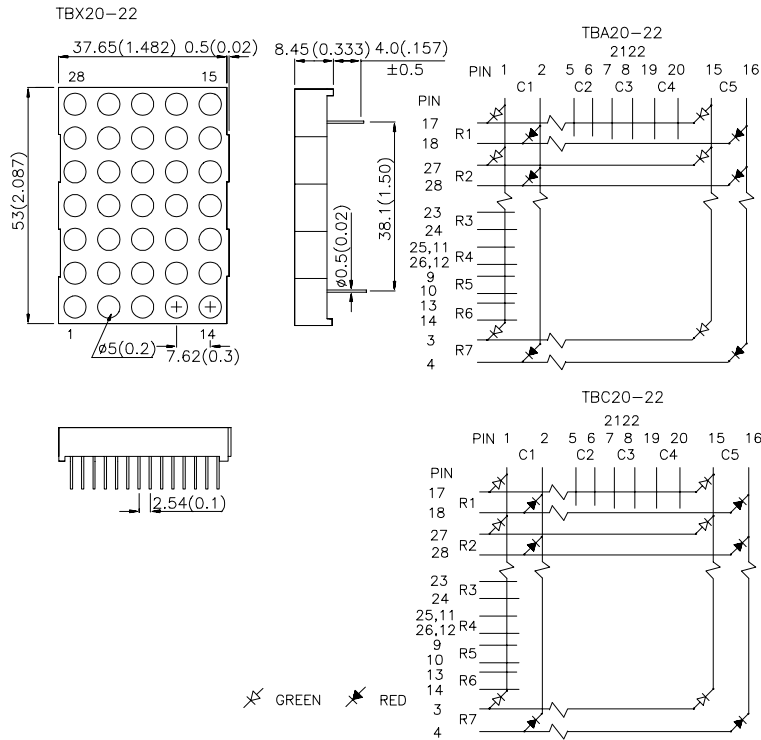 TBX20-22
37.65(1.482)
0.5(0.02)
28
15
53(2.087)
1
14
ø5(0.2)
7.62(0.3)
8.45(0.333)
4.0(.157)
±0.5
38.1(1.50)
ø0.5(0.02)
2.54(0.1)
TBA20-22
2122
PIN 1 2 5 6 7 8 19 20 15 16
C1 C2 C3 C4 C5
PIN
17
R1
18
27
R2
28
23
R3
24
25,11
R4
26,12
9
R5
10
13
R6
14
3
R7
4
TBC20-22
2122
PIN 1 2 5 6 7 8 19 20 15 16
C1 C2 C3 C4 C5
PIN
17
R1
18
27
R2
28
23
R3
24
25,11
R4
26,12
9
R5
10
13
R6
14
3
R7
4
GREEN RED